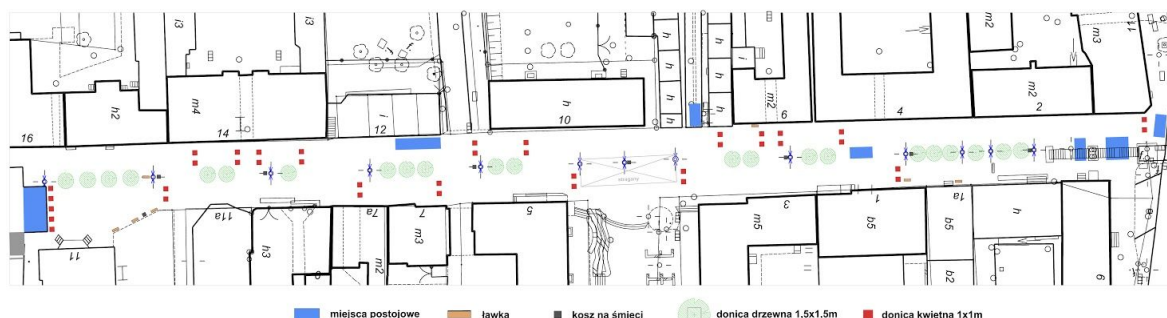 i3
i3
m2
m3
h
h
i
h2
m4
i
h
h
h
h
m2
m2
16
14
12
10
6
4
2
11a
h3
7a
m2
7
m3
5
3
m5
1
b5
1a
b5
b2
h
11
6
miejsca postojowe ławka kosz na śmieci donica drzewna 1.5x1.5m donica kwietna 1x1m